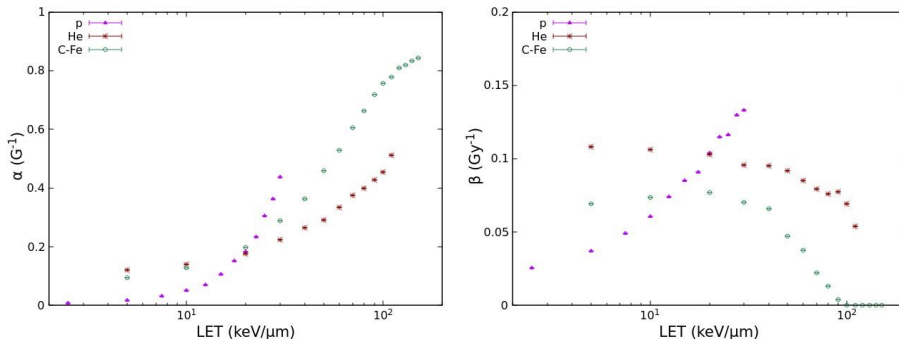 1
0.8
0.6
0.4
0.2
0
α (G⁻¹)
p
He
C-Fe
10¹
10²
LET (keV/μm)
0.2
0.15
0.1
0.05
0
β (Gy⁻¹)
p
He
C-Fe
10¹
10²
LET (keV/μm)